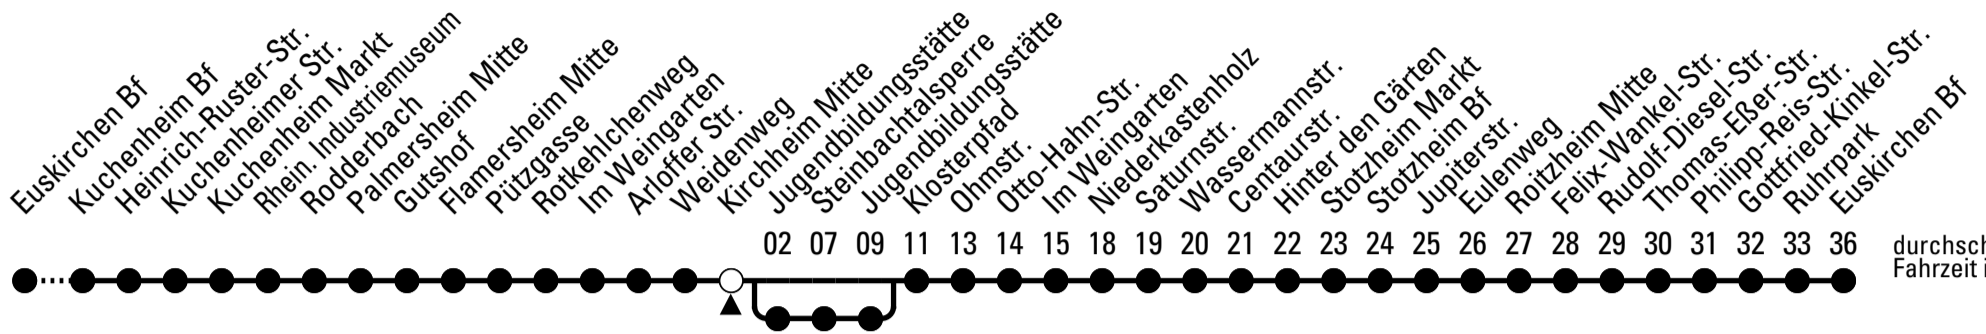 Euskirchen Bf
Kuchenheim Bf
Heinrich-Ruster-Str.
Kuchenheimer Str.
Kuchenheim Markt
Rhein. Industriemuseum
Rodderbach
Palmersheim Mitte
Gutshof
Flamersheim Mitte
Pützgasse
Rotkehlchenweg
Im Weingarten
Arloffer Str.
Weidenweg
Kirchheim Mitte
Jugendbildungsstätte
Steinbachtalsperre
Jugendbildungsstätte
Klosterpfad
Ohmstr.
Otto-Hahn-Str.
Im Weingarten
Niederkastenholz
Saturnstr.
Wassermannstr.
Centaurstr.
Hinter den Gärten
Stotzheim Markt
Stotzheim Bf
Jupiterstr.
Eulenweg
Roitzheim Mitte
Felix-Wankel-Str.
Rudolf-Diesel-Str.
Thomas-Eßer-Str.
Philipp-Reis-Str.
Gottfried-Kinkel-Str.
Ruhrpark
Euskirchen Bf
02 07 09 11 13 14 15 18 19 20 21 22 23 24 25 26 27 28 29 30 31 32 33 36
durchsch
Fahrzeit i